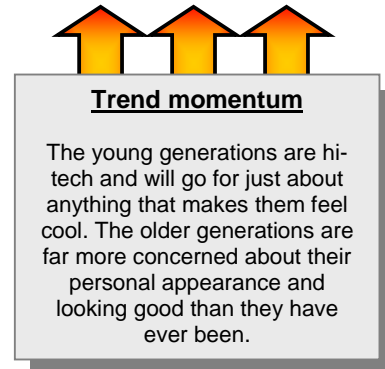 Trend momentum
The young generations are hi-
tech and will go for just about
anything that makes them feel
cool. The older generations are
far more concerned about their
personal appearance and
looking good than they have
ever been.